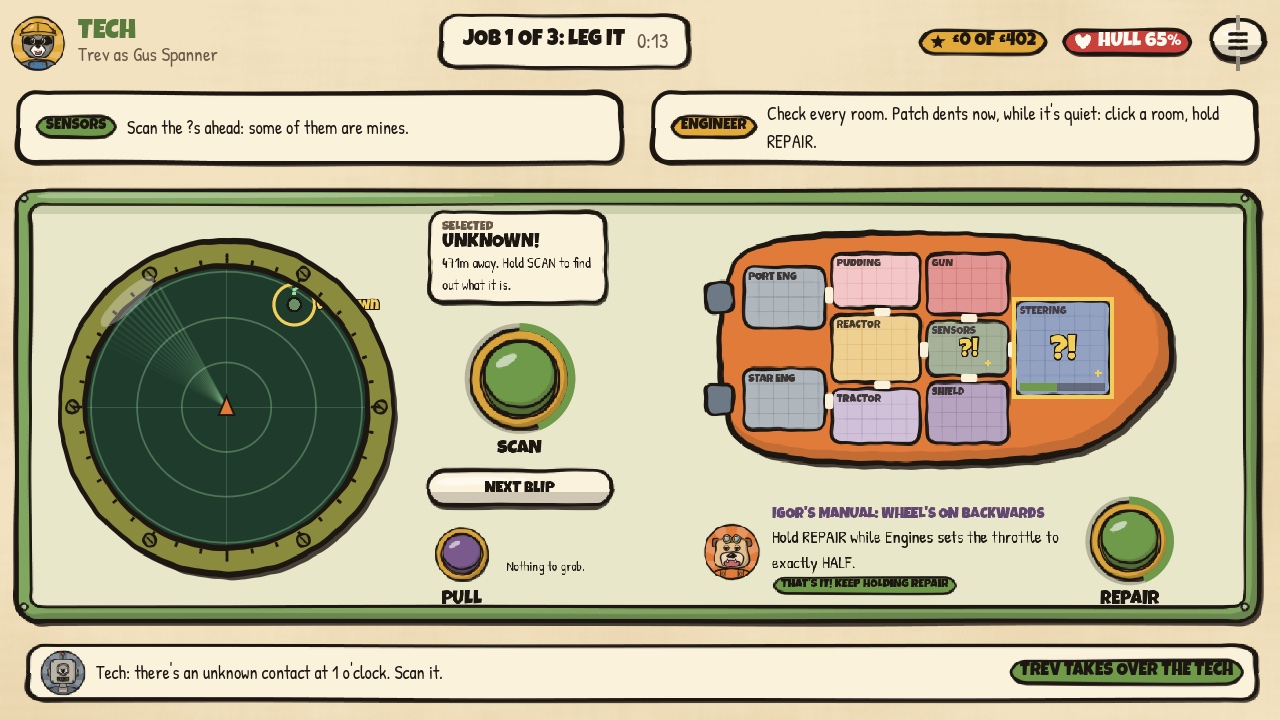 TECH
Trev as Gus Spanner
JOB 1 OF 3: LEG IT 0:13
£0 OF £402
HULL 65%
SENSORS
Scan the ?s ahead: some of them are mines.
ENGINEER
Check every room. Patch dents now, while it's quiet: click a room, hold
REPAIR.
SELECTED
UNKNOWN!
471m away. Hold SCAN to find
out what it is.
?
SCAN
NEXT BLIP
PULL
Nothing to grab.
PORT ENG
PUDDING
GUN
REACTOR
SENSORS
?!
STEERING
?!
STAR ENG
TRACTOR
SHIELD
IGOR'S MANUAL: WHEEL'S ON BACKWARDS
Hold REPAIR while Engines sets the throttle to
exactly HALF.
THAT'S IT! KEEP HOLDING REPAIR
REPAIR
Tech: there's an unknown contact at 1 o'clock. Scan it.
TREV TAKES OVER THE TECH